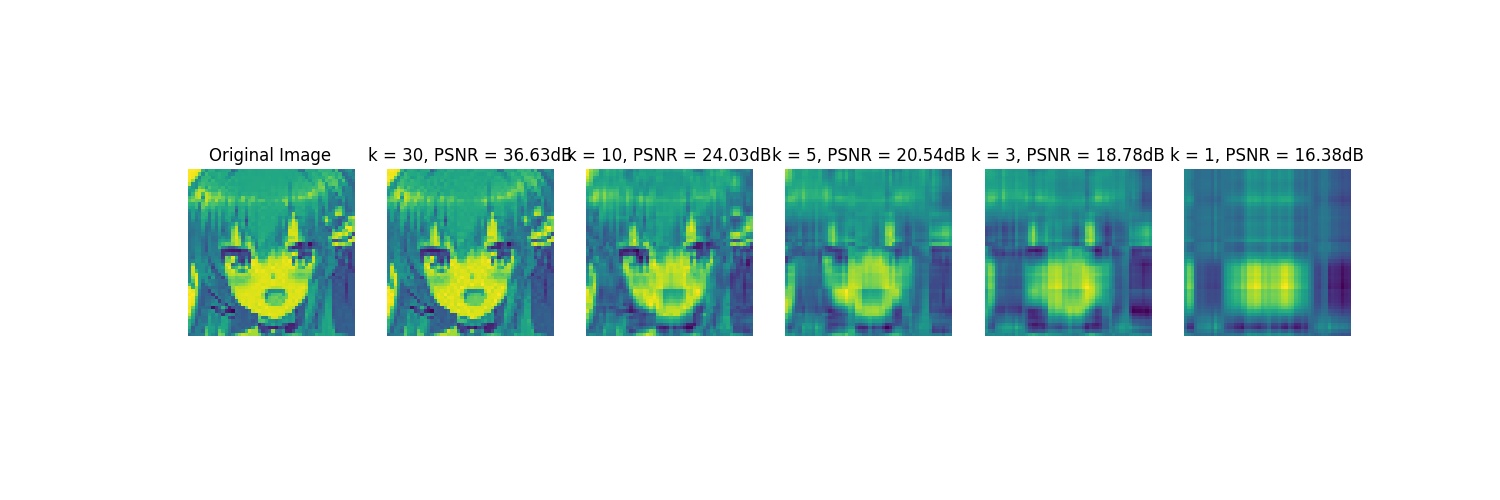 Original Image
k = 30, PSNR = 36.63dB
k = 10, PSNR = 24.03dB
k = 5, PSNR = 20.54dB
k = 3, PSNR = 18.78dB
k = 1, PSNR = 16.38dB